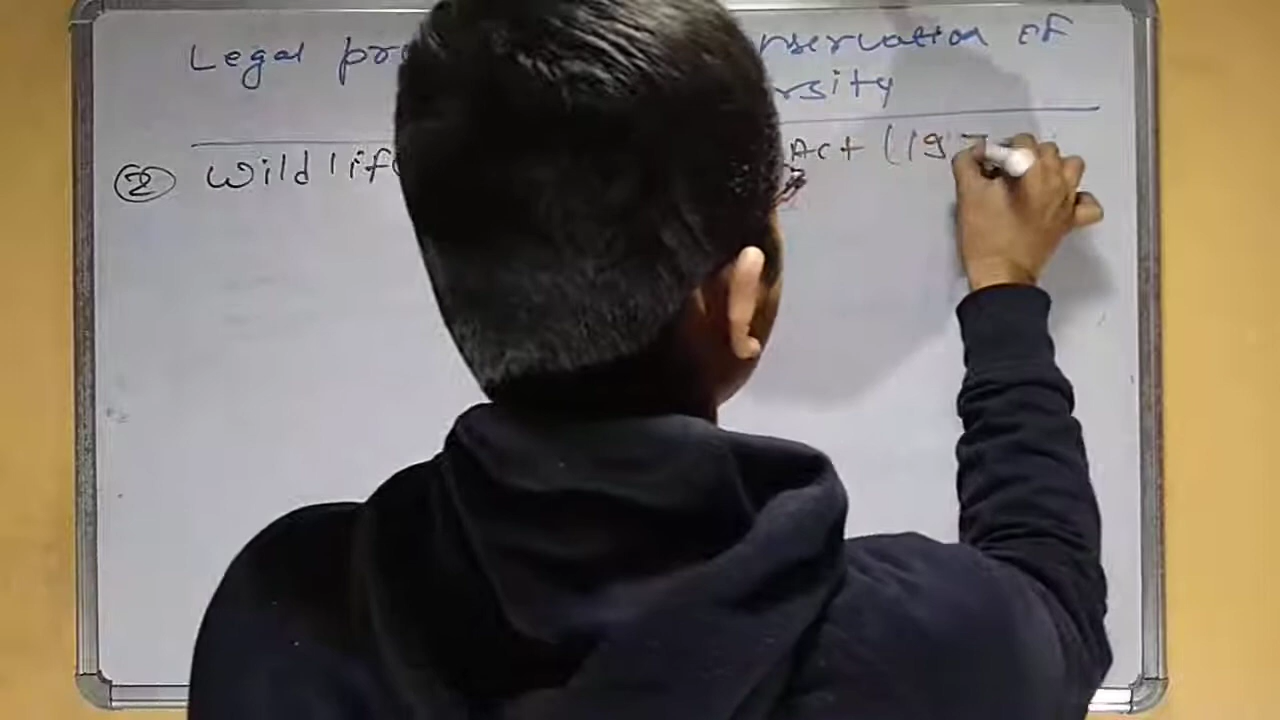 Legal pro nservation of
rsity
② Wildlife Act (197